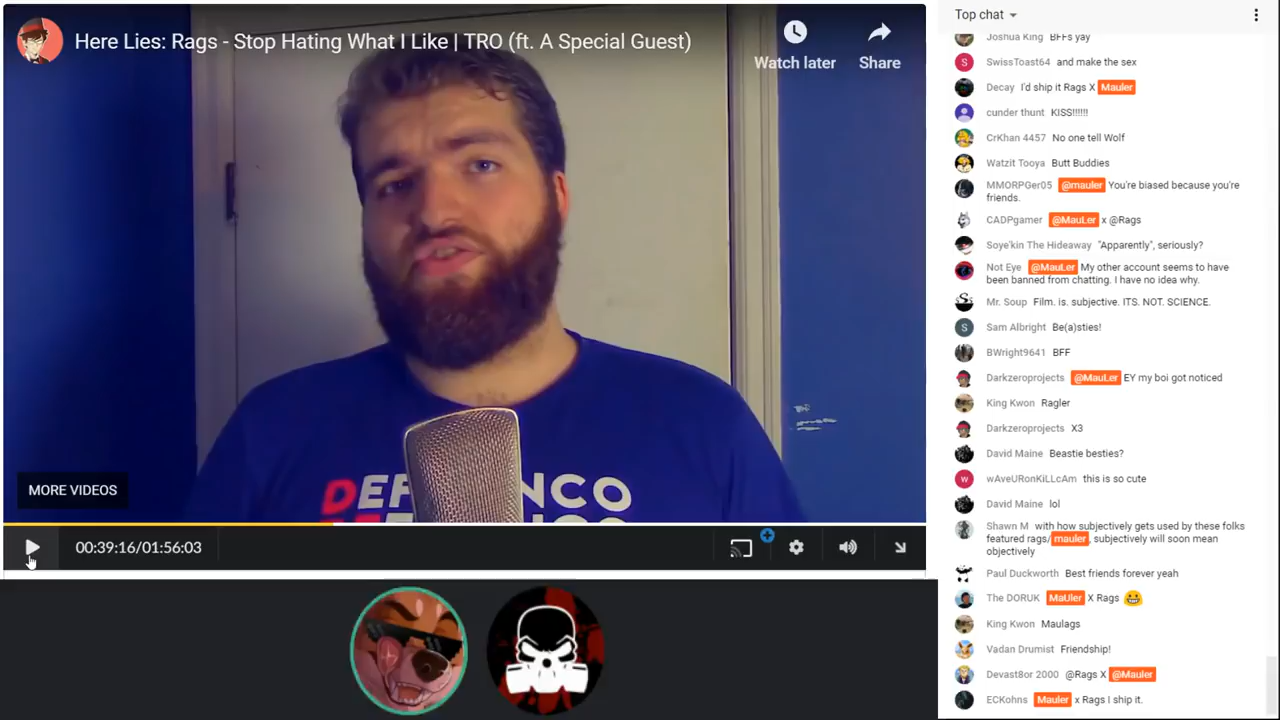 Here Lies: Rags - Stop Hating What I Like | TRO (ft. A Special Guest)
Watch later
Share
MORE VIDEOS
00:39:16/01:56:03
Top chat
Joshua King BFFs yay
S SwissToast64 and make the sex
Decay I'd ship it Rags X Mauler
cunder thunt KISS!!!!!!
CrKhan 4457 No one tell Wolf
Watzit Tooya Butt Buddies
MMORPGer05 @mauler You're biased because you're
friends.
CADPgamer @MauLer x @Rags
Soye'kin The Hideaway "Apparently", seriously?
Not Eye @MauLer My other account seems to have
been banned from chatting. I have no idea why.
Mr. Soup Film. is. subjective. ITS. NOT. SCIENCE.
S Sam Albright Be(a)sties!
BWright9641 BFF
Darkzeroprojects @MauLer EY my boi got noticed
King Kwon Ragler
Darkzeroprojects X3
David Maine Beastie besties?
w wAveURonKiLLcAm this is so cute
David Maine lol
Shawn M with how subjectively gets used by these folks
featured rags/ mauler , subjectively will soon mean
objectively
Paul Duckworth Best friends forever yeah
The DORUK MaUler X Rags 😀
King Kwon Maulags
Vadan Drumist Friendship!
Devast8or 2000 @Rags X @Mauler
ECKohns Mauler x Rags I ship it.